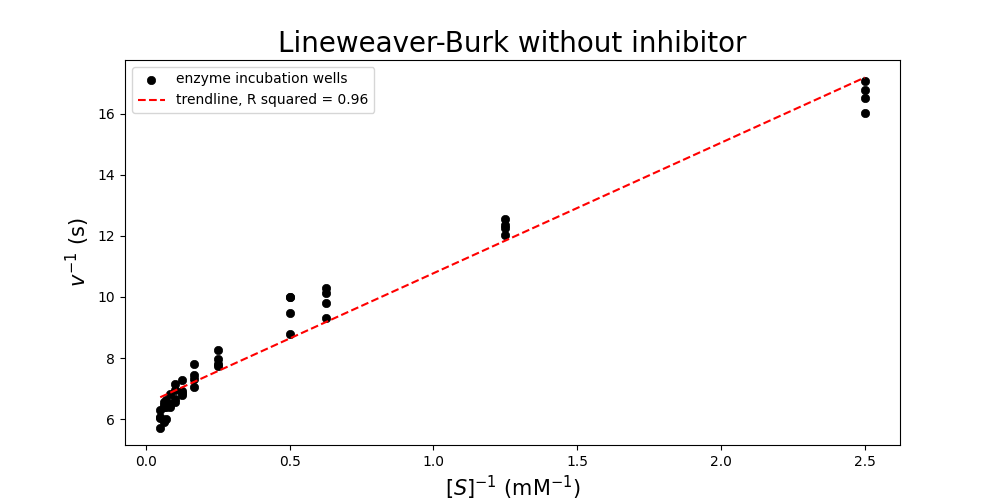 Lineweaver-Burk without inhibitor
enzyme incubation wells
trendline, R squared = 0.96
16
14
12
10
8
6
v⁻¹ (s)
0.0 0.5 1.0 1.5 2.0 2.5
[S]⁻¹ (mM⁻¹)